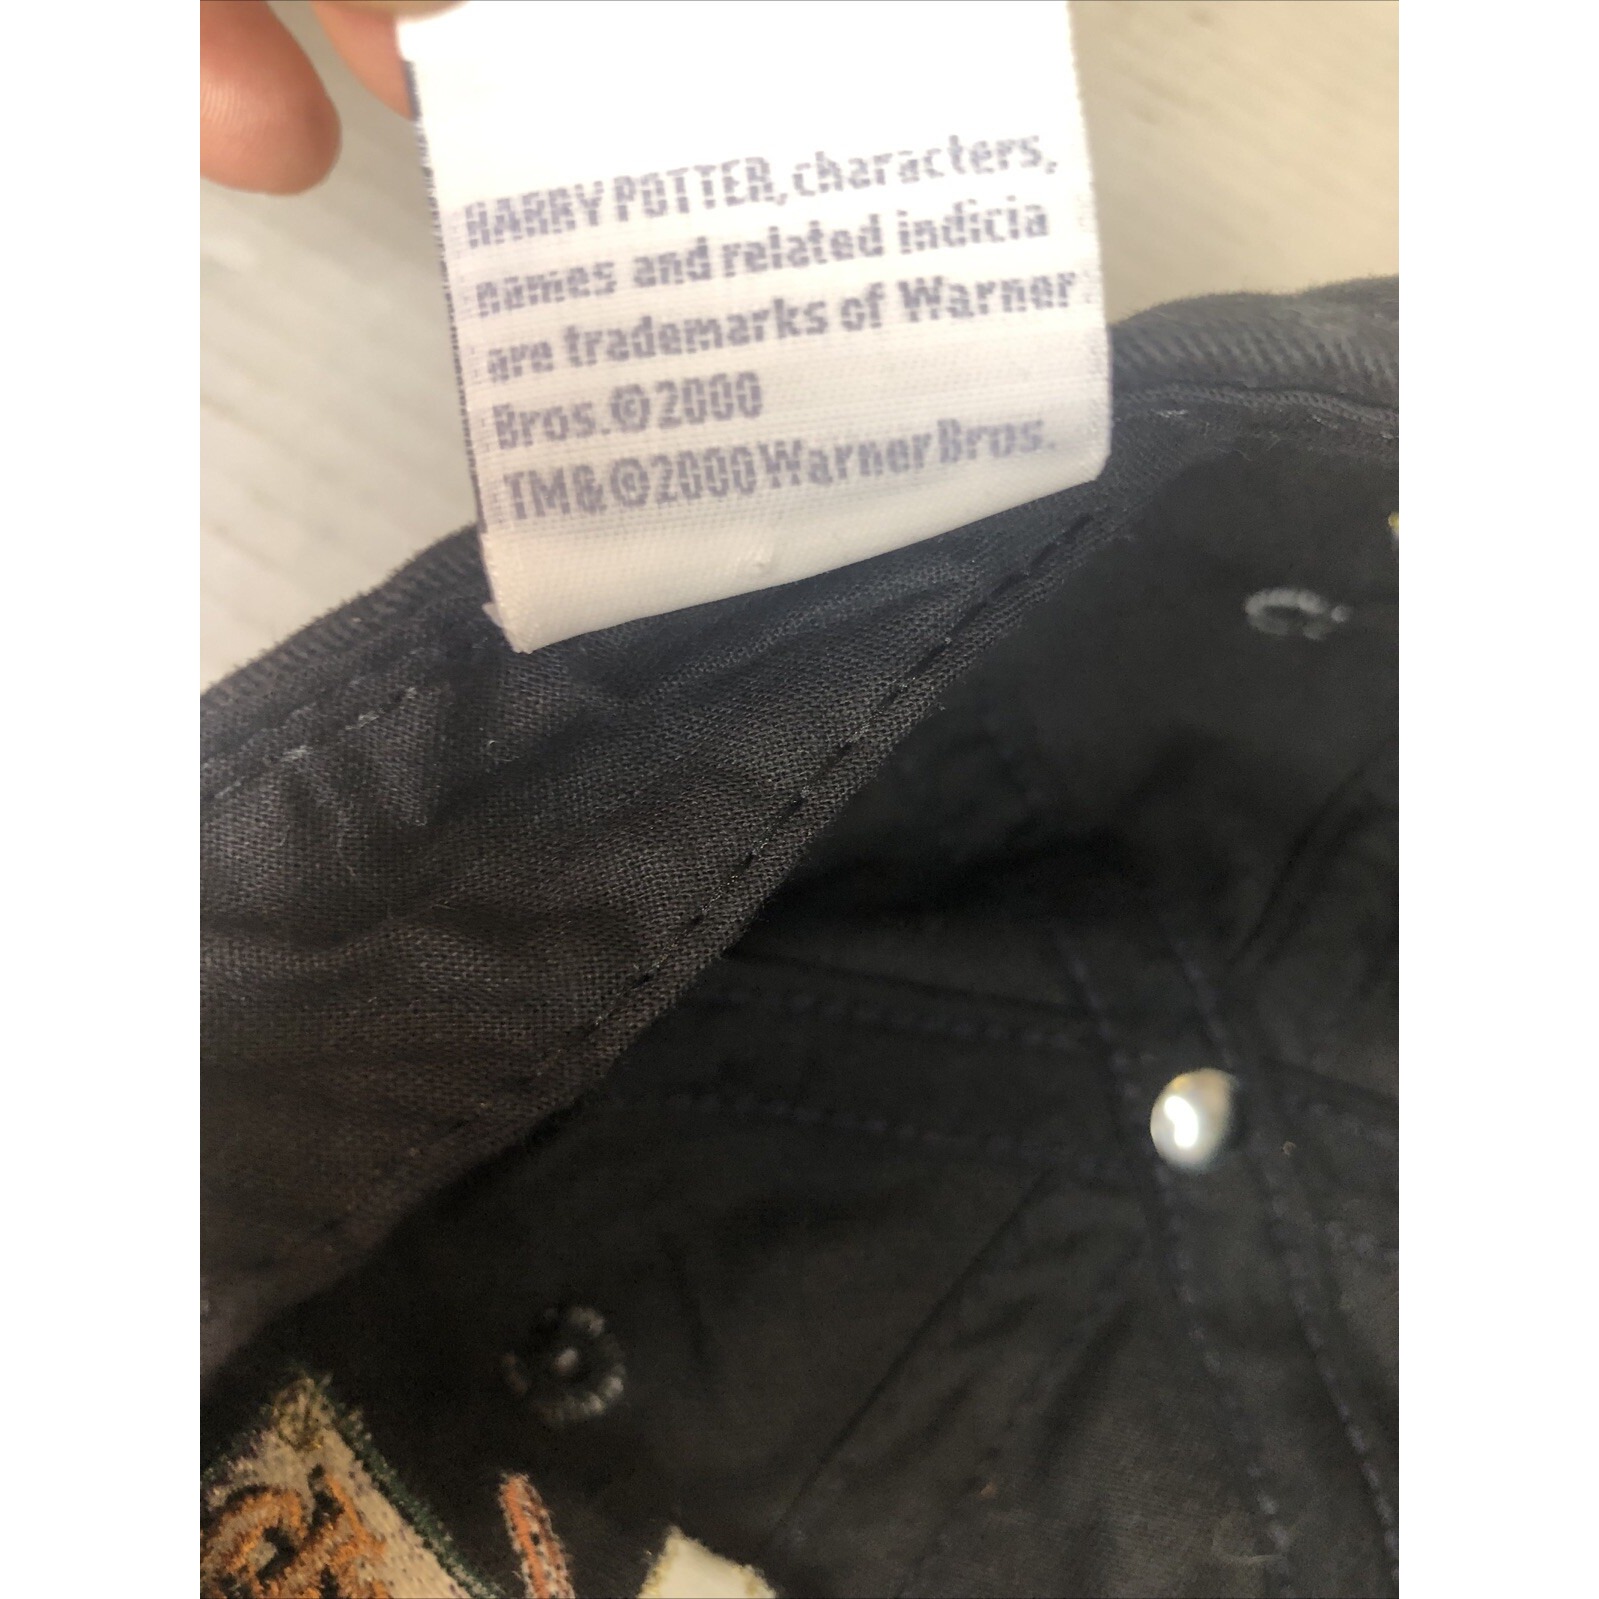 HARRY POTTER, characters,
names and related indicia
are trademarks of Warner
Bros.©2000
TM&©2000 Warner Bros.